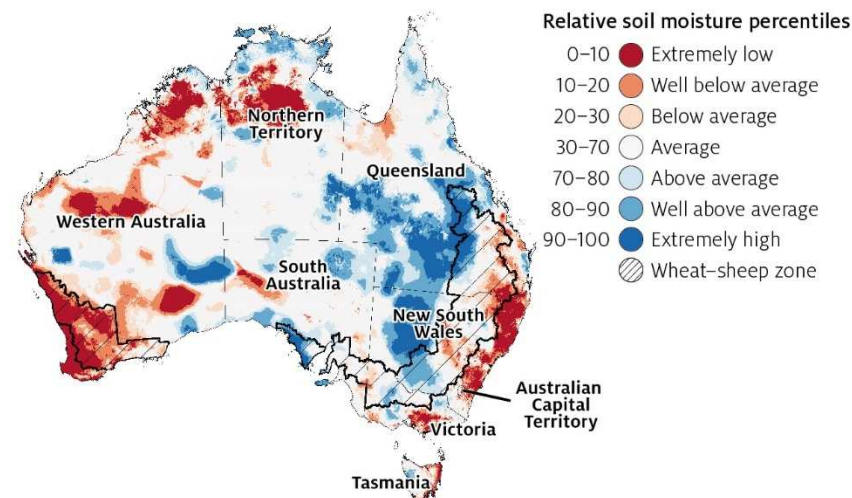 Relative soil moisture percentiles
0–10 Extremely low
10–20 Well below average
20–30 Below average
30–70 Average
70–80 Above average
80–90 Well above average
90–100 Extremely high
Wheat–sheep zone
Northern
Territory
Queensland
Western Australia
South
Australia
New South
Wales
Australian
Capital
Territory
Victoria
Tasmania